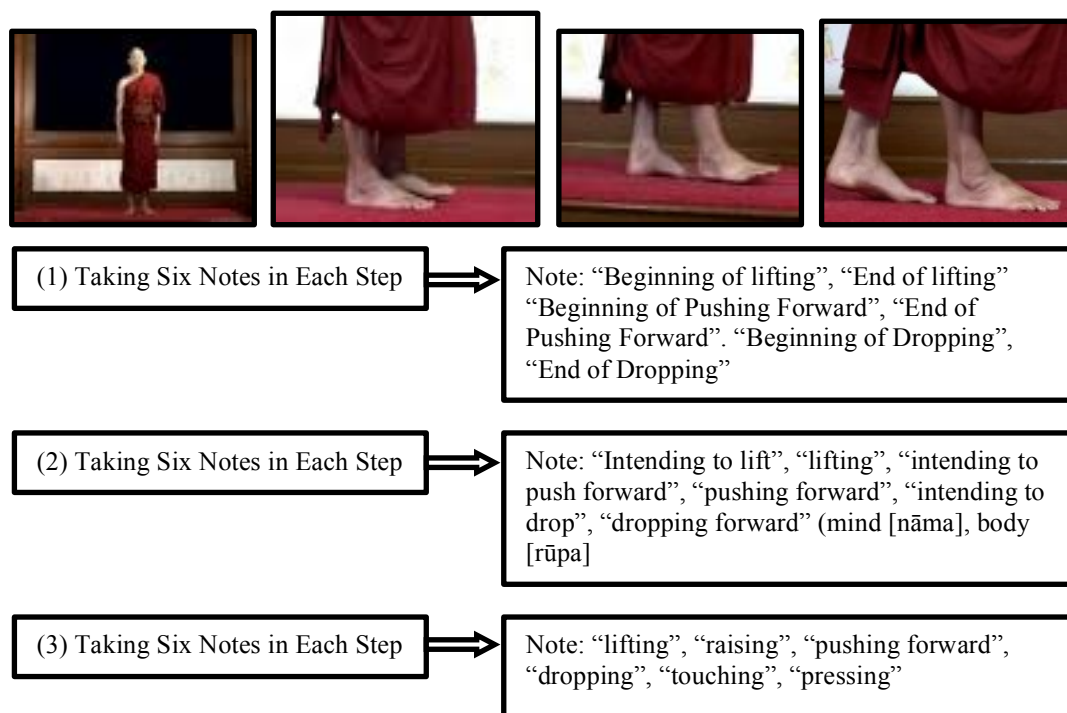 (1) Taking Six Notes in Each Step
Note: “Beginning of lifting”, “End of lifting”
“Beginning of Pushing Forward”, “End of
Pushing Forward”. “Beginning of Dropping”,
“End of Dropping”
(2) Taking Six Notes in Each Step
Note: “Intending to lift”, “lifting”, “intending to
push forward”, “pushing forward”, “intending to
drop”, “dropping forward” (mind [nāma], body
[rūpa]
(3) Taking Six Notes in Each Step
Note: “lifting”, “raising”, “pushing forward”,
“dropping”, “touching”, “pressing”